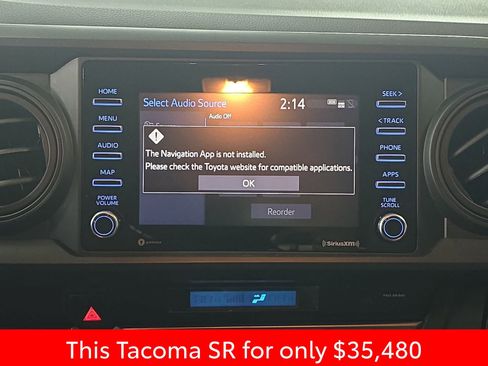 HOME
MENU
AUDIO
MAP
POWER
VOLUME
Select Audio Source
2:14
Audio Off
The Navigation App is not installed.
Please check the Toyota website for compatible applications.
OK
Reorder
SEEK >
< TRACK
PHONE
APPS
TUNE
SCROLL
((SiriusXM))
This Tacoma SR for only $35,480